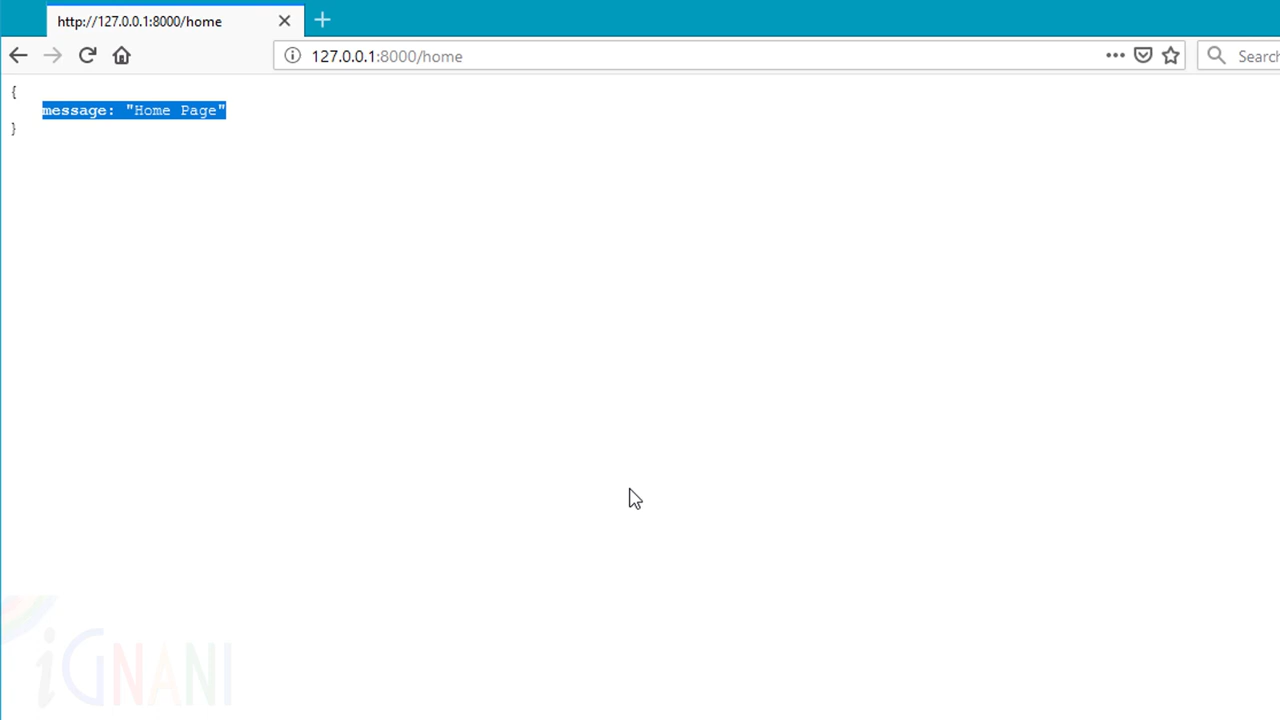 http://127.0.0.1:8000/home
127.0.0.1:8000/home
Search
{
message: "Home Page"
}
iGNANI